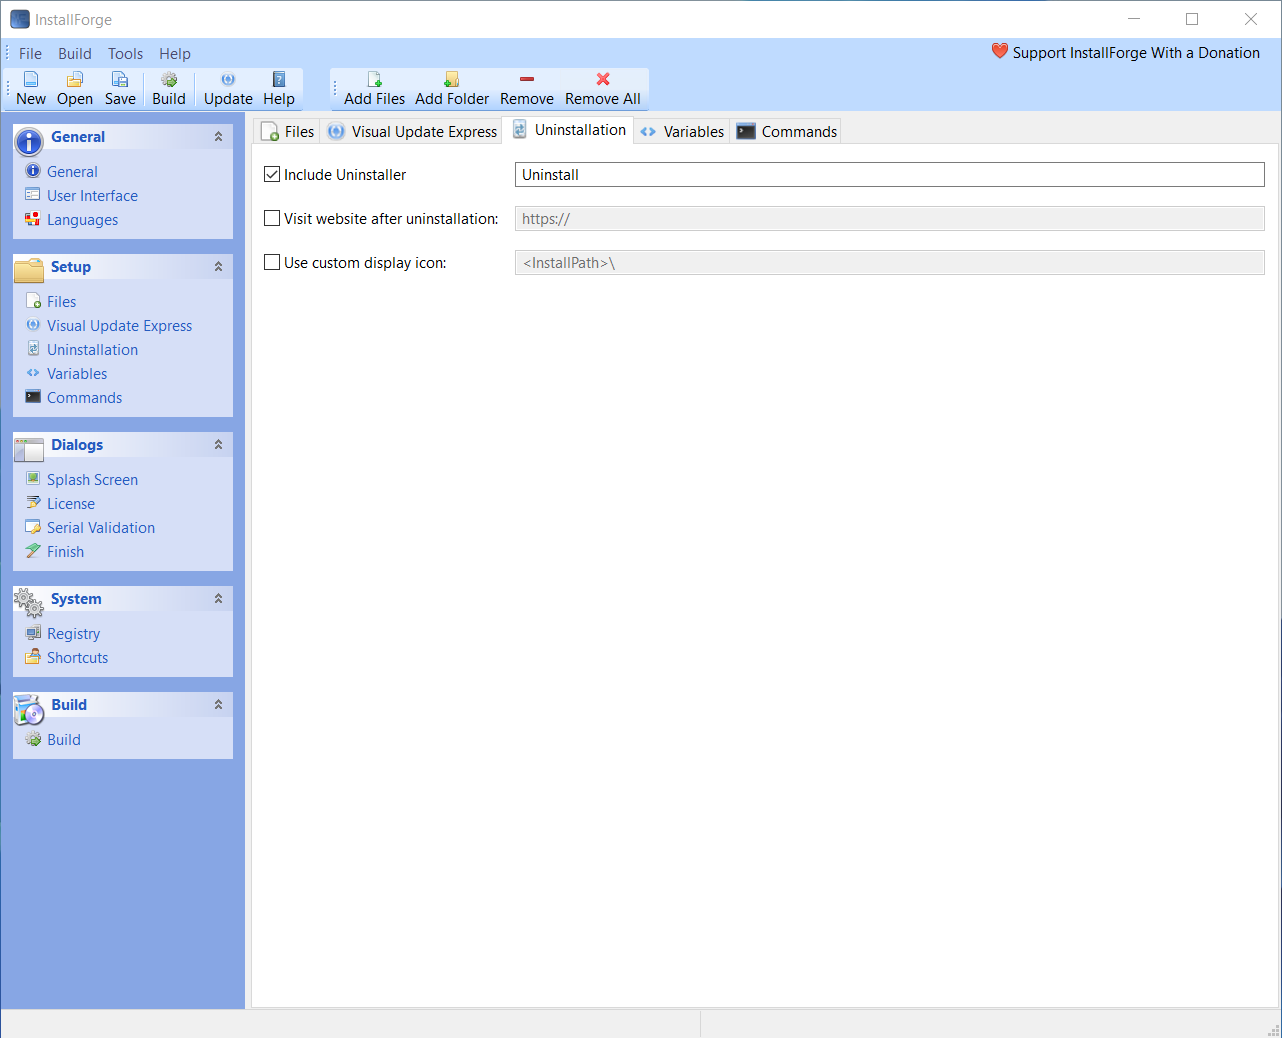 InstallForge
File Build Tools Help
Support InstallForge With a Donation
New Open Save Build Update Help Add Files Add Folder Remove Remove All
General
General
User Interface
Languages
Setup
Files
Visual Update Express
Uninstallation
Variables
Commands
Dialogs
Splash Screen
License
Serial Validation
Finish
System
Registry
Shortcuts
Build
Build
Files Visual Update Express Uninstallation Variables Commands
Include Uninstaller Uninstall
Visit website after uninstallation: https://
Use custom display icon: <InstallPath>\